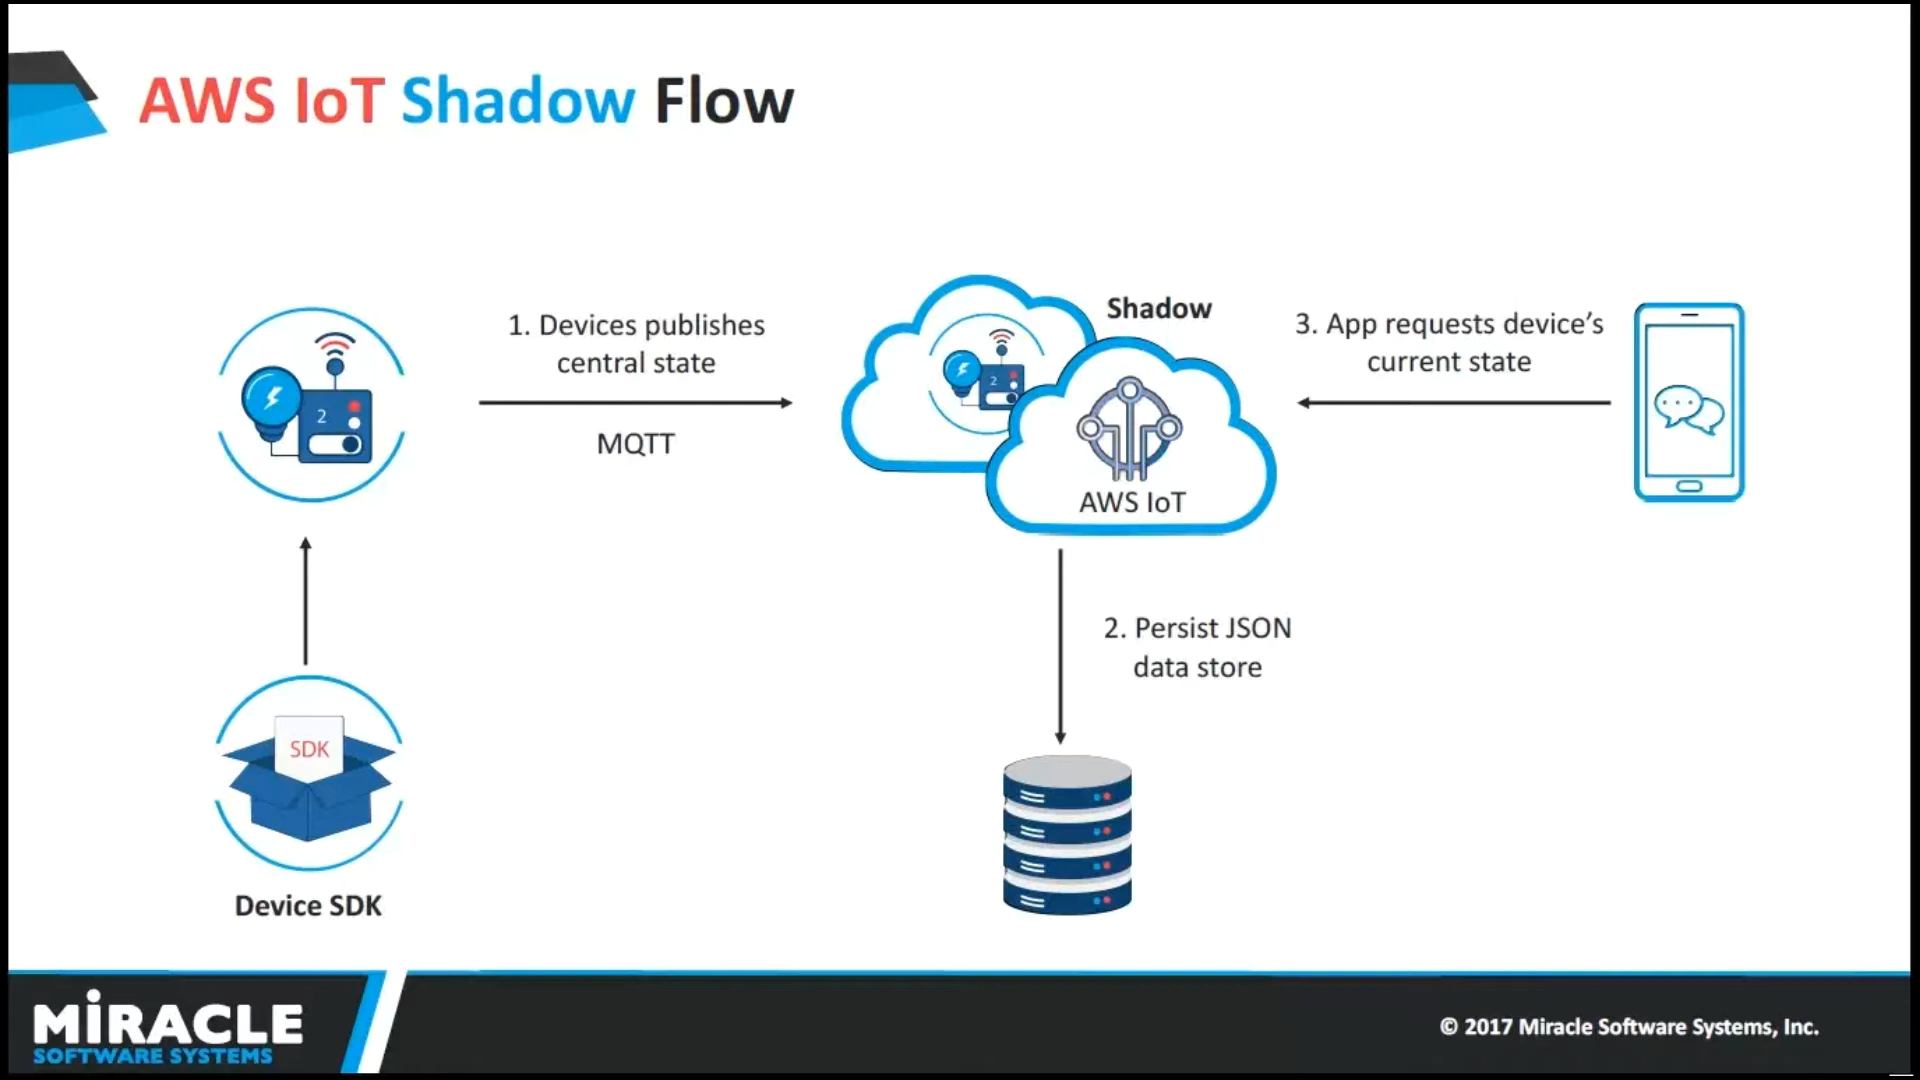 AWS IoT Shadow Flow
1. Devices publishes
central state
MQTT
2
2
Shadow
AWS IoT
3. App requests device's
current state
2. Persist JSON
data store
SDK
Device SDK
MiRACLE
SOFTWARE SYSTEMS
© 2017 Miracle Software Systems, Inc.